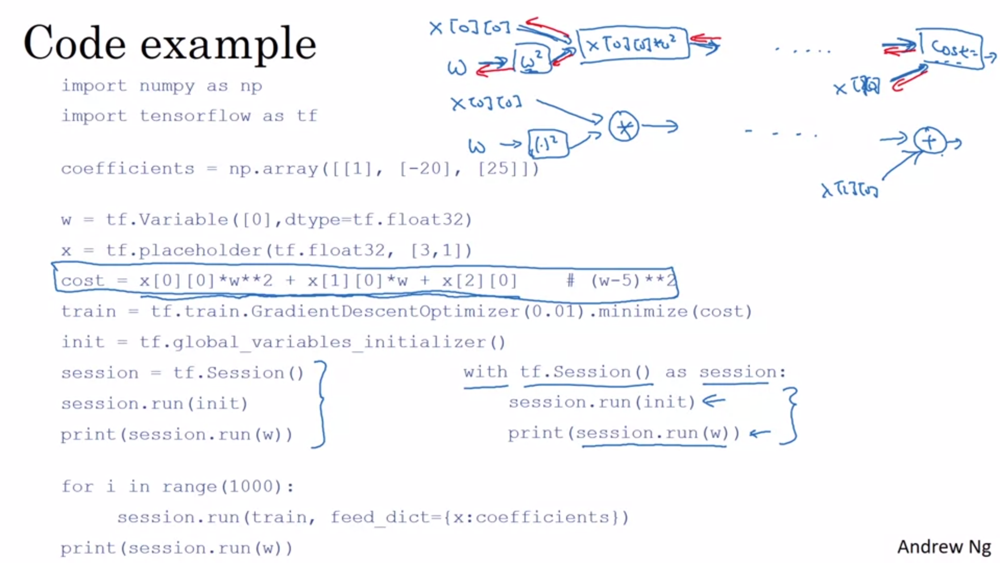 Code example
x[0][0]
w
w²
x[0][0]*w²
. . . . .
cost=
....
x[0][0]
w
(·)²
*
- - - .
+
x[1][0]
import numpy as np
import tensorflow as tf
coefficients = np.array([[1], [-20], [25]])
w = tf.Variable([0],dtype=tf.float32)
x = tf.placeholder(tf.float32, [3,1])
cost = x[0][0]*w**2 + x[1][0]*w + x[2][0] # (w-5)**2
train = tf.train.GradientDescentOptimizer(0.01).minimize(cost)
init = tf.global_variables_initializer()
session = tf.Session()
session.run(init)
print(session.run(w))
with tf.Session() as session:
session.run(init)
print(session.run(w))
for i in range(1000):
session.run(train, feed_dict={x:coefficients})
print(session.run(w))
Andrew Ng